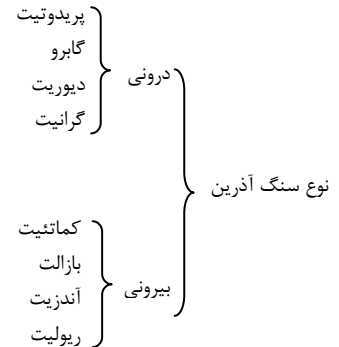 نوع سنگ آذرین
درونی
پریدوتیت
گابرو
دیوریت
گرانیت
بیرونی
کماتئیت
بازالت
آندزیت
ریولیت